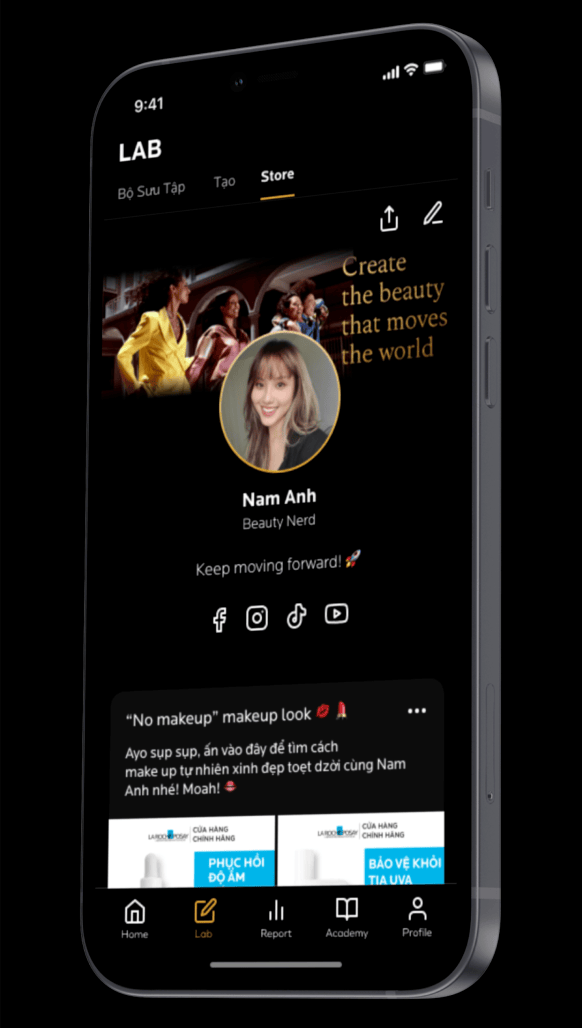 9:41
LAB
Bộ Sưu Tập
Tạo
Store
Create
the beauty
that moves
the world
Nam Anh
Beauty Nerd
Keep moving forward! 🚀
“No makeup” makeup look 💋 💄
Ayo sụp sụp, ấn vào đây để tìm cách
make up tự nhiên xinh đẹp toẹt dzời cùng Nam
Anh nhé! Moah! 👄
LA ROCHE POSAY
CỬA HÀNG
CHÍNH HÃNG
PHỤC HỒI
ĐỘ ẨM
LA ROCHE POSAY
CỬA HÀNG
CHÍNH HÃNG
BẢO VỆ KHỎI
TIA UVA
Home
Lab
Report
Academy
Profile